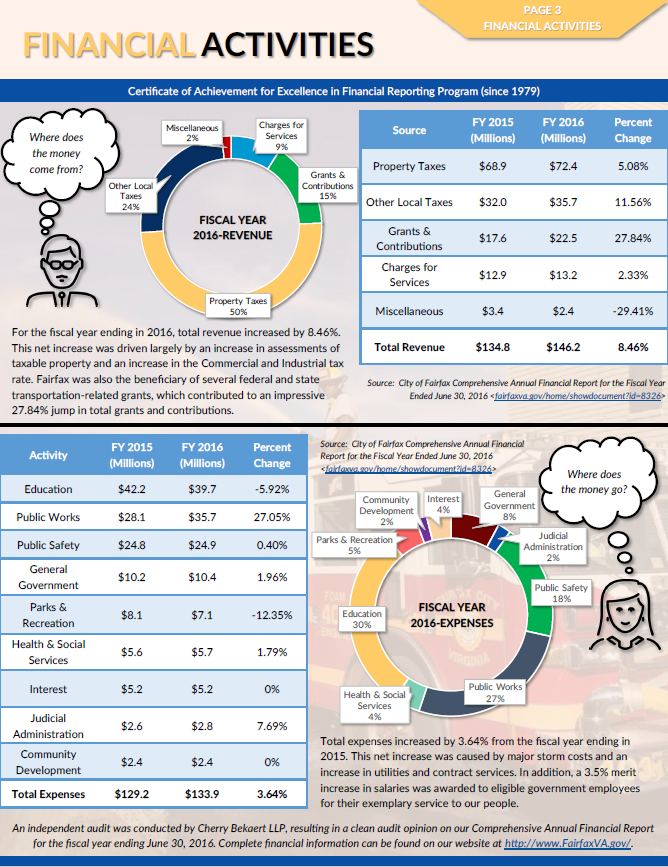 PAGE 3
FINANCIAL ACTIVITIES
FINANCIAL ACTIVITIES
Certificate of Achievement for Excellence in Financial Reporting Program (since 1979)
Where does
the money
come from?
Miscellaneous
2%
Charges for
Services
9%
Grants &
Contributions
15%
Other Local
Taxes
24%
FISCAL YEAR
2016-REVENUE
Property Taxes
50%
Source FY 2015 (Millions) FY 2016 (Millions) Percent Change
Property Taxes $68.9 $72.4 5.08%
Other Local Taxes $32.0 $35.7 11.56%
Grants & Contributions $17.6 $22.5 27.84%
Charges for Services $12.9 $13.2 2.33%
Miscellaneous $3.4 $2.4 -29.41%
Total Revenue $134.8 $146.2 8.46%
For the fiscal year ending in 2016, total revenue increased by 8.46%.
This net increase was driven largely by an increase in assessments of
taxable property and an increase in the Commercial and Industrial tax
rate. Fairfax was also the beneficiary of several federal and state
transportation-related grants, which contributed to an impressive
27.84% jump in total grants and contributions.
Source: City of Fairfax Comprehensive Annual Financial Report for the Fiscal Year
Ended June 30, 2016 <fairfaxva.gov/home/showdocument?id=8326>
Activity FY 2015 (Millions) FY 2016 (Millions) Percent Change
Education $42.2 $39.7 -5.92%
Public Works $28.1 $35.7 27.05%
Public Safety $24.8 $24.9 0.40%
General Government $10.2 $10.4 1.96%
Parks & Recreation $8.1 $7.1 -12.35%
Health & Social Services $5.6 $5.7 1.79%
Interest $5.2 $5.2 0%
Judicial Administration $2.6 $2.8 7.69%
Community Development $2.4 $2.4 0%
Total Expenses $129.2 $133.9 3.64%
Source: City of Fairfax Comprehensive Annual Financial
Report for the Fiscal Year Ended June 30, 2016
<fairfaxva.gov/home/showdocument?id=8326>
Where does
the money go?
Community
Development
2%
Interest
4%
General
Government
8%
Judicial
Administration
2%
Parks & Recreation
5%
Public Safety
18%
Education
30%
FISCAL YEAR
2016-EXPENSES
Health & Social
Services
4%
Public Works
27%
Total expenses increased by 3.64% from the fiscal year ending in
2015. This net increase was caused by major storm costs and an
increase in utilities and contract services. In addition, a 3.5% merit
increase in salaries was awarded to eligible government employees
for their exemplary service to our people.
An independent audit was conducted by Cherry Bekaert LLP, resulting in a clean audit opinion on our Comprehensive Annual Financial Report
for the fiscal year ending June 30, 2016. Complete financial information can be found on our website at http://www.FairfaxVA.gov/.